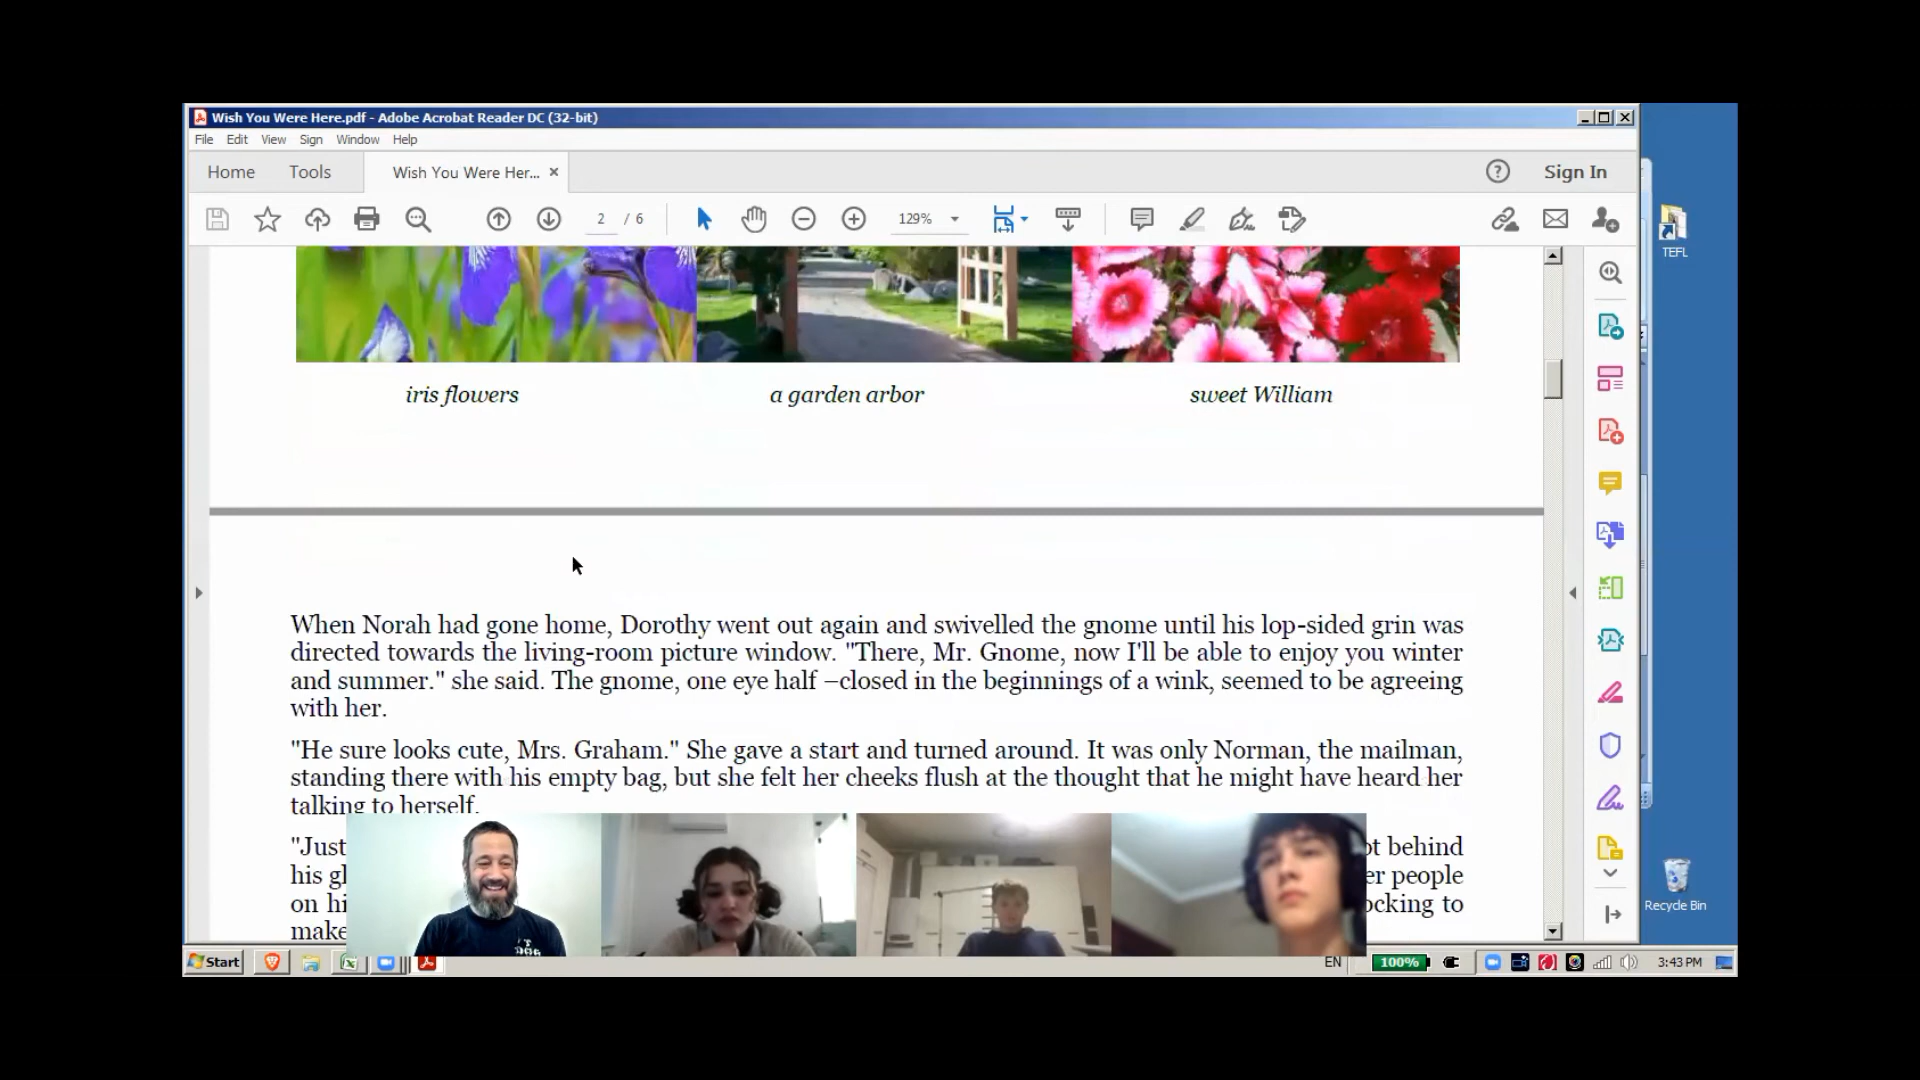 Wish You Were Here.pdf - Adobe Acrobat Reader DC (32-bit)
File Edit View Sign Window Help
Home Tools Wish You Were Her... Sign In
2 / 6 129%
TEFL
iris flowers a garden arbor sweet William
When Norah had gone home, Dorothy went out again and swivelled the gnome until his lop-sided grin was
directed towards the living-room picture window. "There, Mr. Gnome, now I'll be able to enjoy you winter
and summer." she said. The gnome, one eye half –closed in the beginnings of a wink, seemed to be agreeing
with her.
"He sure looks cute, Mrs. Graham." She gave a start and turned around. It was only Norman, the mailman,
standing there with his empty bag, but she felt her cheeks flush at the thought that he might have heard her
talking to herself.
"Just behind
his people
on to
make
Recycle Bin
Start EN 100% 3:43 PM